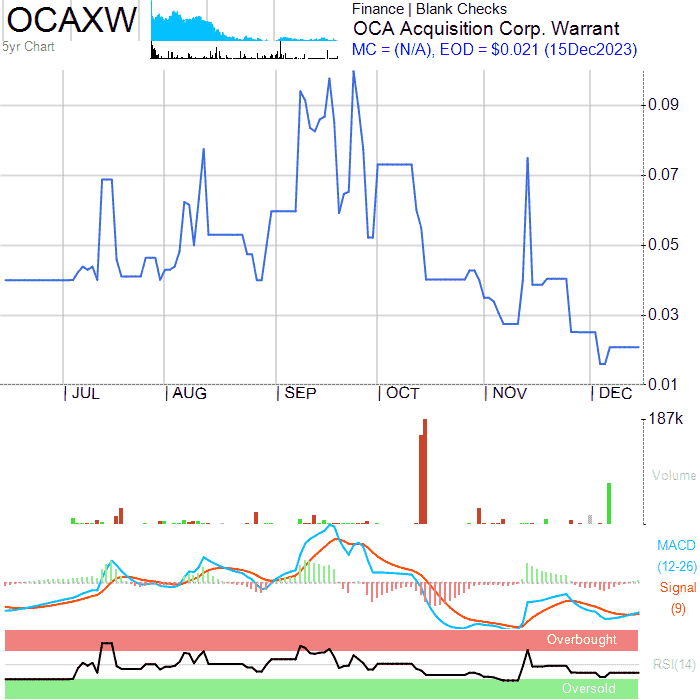 OCAXW
5yr Chart
Finance | Blank Checks
OCA Acquisition Corp. Warrant
MC = (N/A), EOD = $0.021 (15Dec2023)
0.09
0.07
0.05
0.03
0.01
JUL AUG SEP OCT NOV DEC
187k
Volume
MACD
(12-26)
Signal
(9)
Overbought
RSI(14)
Oversold